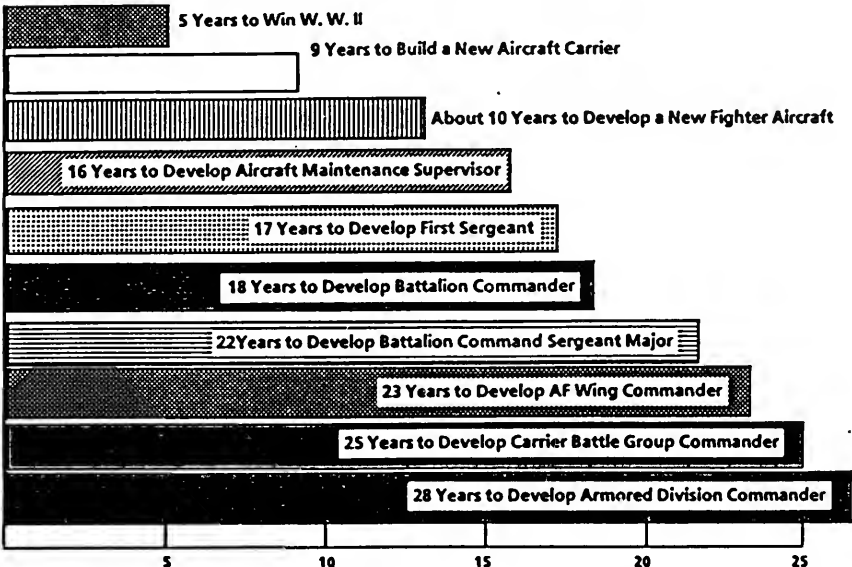 5 Years to Win W. W. II
9 Years to Build a New Aircraft Carrier
About 10 Years to Develop a New Fighter Aircraft
16 Years to Develop Aircraft Maintenance Supervisor
17 Years to Develop First Sergeant
18 Years to Develop Battalion Commander
22Years to Develop Battalion Command Sergeant Major
23 Years to Develop AF Wing Commander
25 Years to Develop Carrier Battle Group Commander
28 Years to Develop Armored Division Commander
5 10 15 20 25